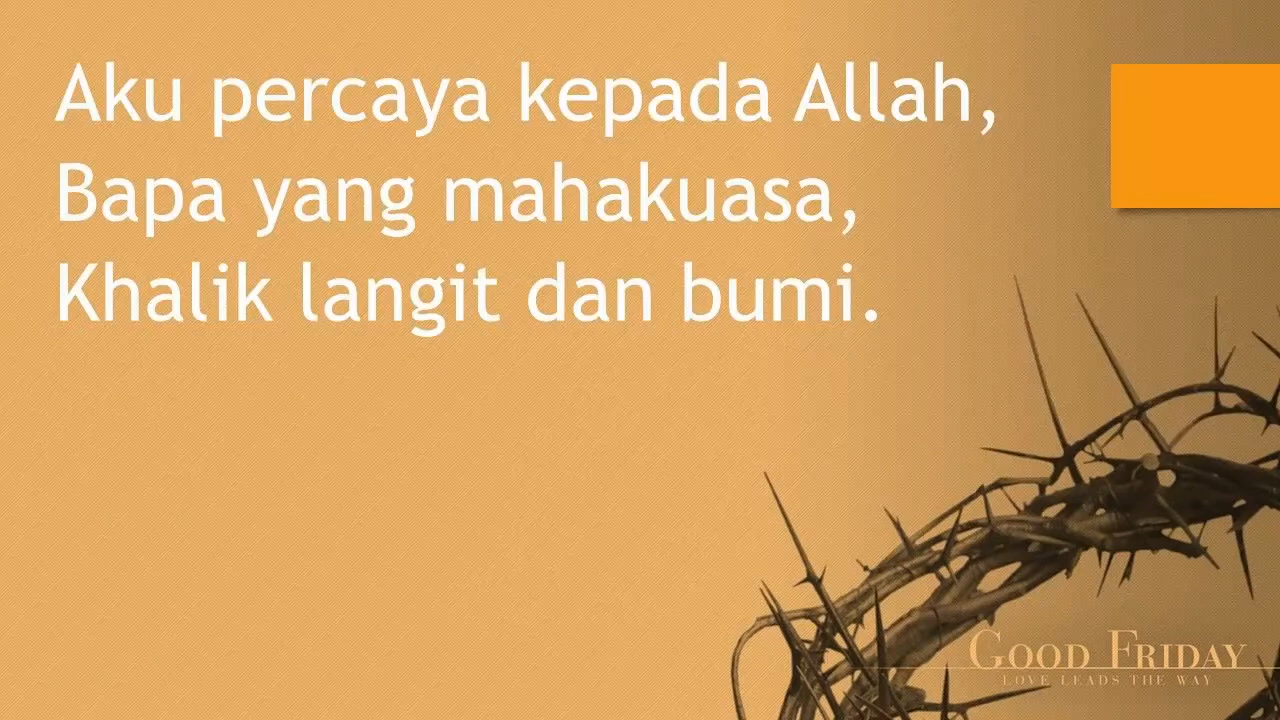 Aku percaya kepada Allah,
Bapa yang mahakuasa,
Khalik langit dan bumi.
GOOD FRIDAY
LOVE LEADS THE WAY